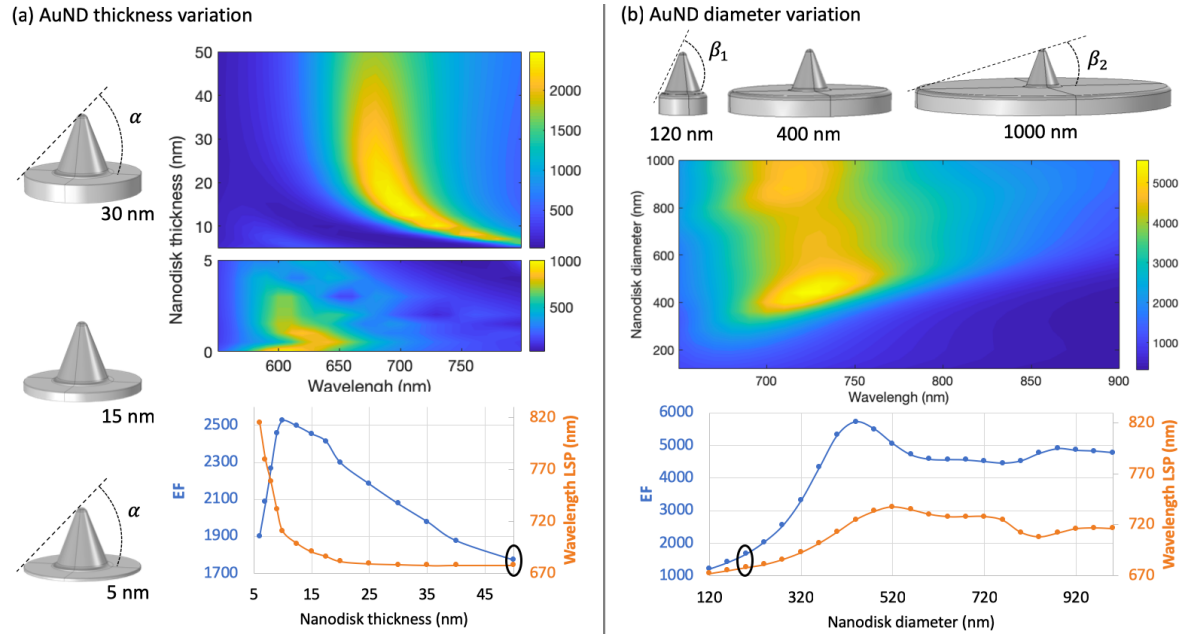 (a) AuND thickness variation
α
30 nm
15 nm
α
5 nm
Nanodisk thickness (nm)
50
40
30
20
10
5
0
600
650
700
750
Wavelengh (nm)
2000
1500
1000
500
1000
500
EF
2500
2300
2100
1900
1700
5
15
25
35
45
Nanodisk thickness (nm)
820
770
720
670
Wavelength LSP (nm)
(b) AuND diameter variation
β1
β2
120 nm
400 nm
1000 nm
Nanodisk diameter (nm)
1000
800
600
400
200
700
750
800
850
900
Wavelengh (nm)
5000
4000
3000
2000
1000
EF
6000
5000
4000
3000
2000
1000
120
320
520
720
920
Nanodisk diameter (nm)
820
770
720
670
Wavelength LSP (nm)